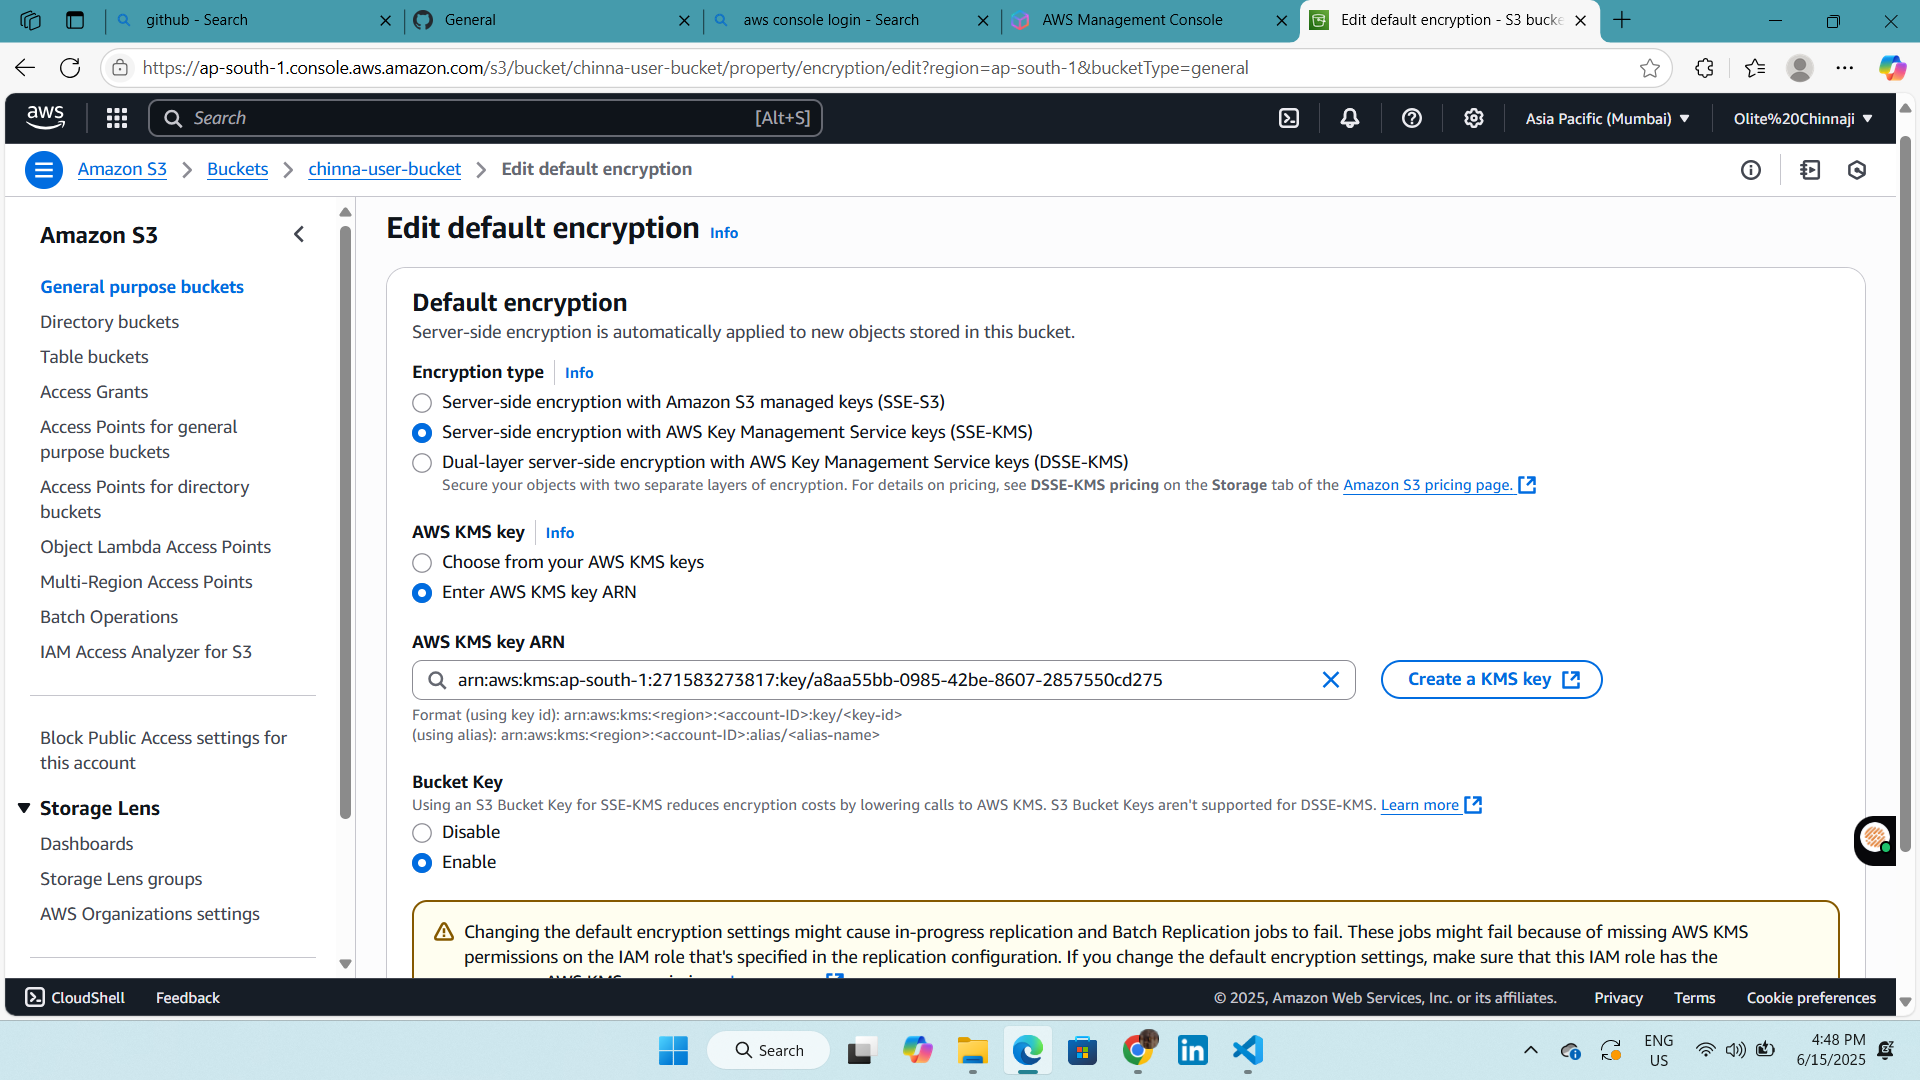 github - Search
General
aws console login - Search
AWS Management Console
Edit default encryption - S3 bucke
https://ap-south-1.console.aws.amazon.com/s3/bucket/chinna-user-bucket/property/encryption/edit?region=ap-south-1&bucketType=general
aws
Search
[Alt+S]
Asia Pacific (Mumbai)
Olite%20Chinnaji
Amazon S3
Buckets
chinna-user-bucket
Edit default encryption
Amazon S3
General purpose buckets
Directory buckets
Table buckets
Access Grants
Access Points for general
purpose buckets
Access Points for directory
buckets
Object Lambda Access Points
Multi-Region Access Points
Batch Operations
IAM Access Analyzer for S3
Block Public Access settings for
this account
Storage Lens
Dashboards
Storage Lens groups
AWS Organizations settings
Edit default encryption Info
Default encryption
Server-side encryption is automatically applied to new objects stored in this bucket.
Encryption type Info
Server-side encryption with Amazon S3 managed keys (SSE-S3)
Server-side encryption with AWS Key Management Service keys (SSE-KMS)
Dual-layer server-side encryption with AWS Key Management Service keys (DSSE-KMS)
Secure your objects with two separate layers of encryption. For details on pricing, see DSSE-KMS pricing on the Storage tab of the Amazon S3 pricing page.
AWS KMS key Info
Choose from your AWS KMS keys
Enter AWS KMS key ARN
AWS KMS key ARN
arn:aws:kms:ap-south-1:271583273817:key/a8aa55bb-0985-42be-8607-2857550cd275
Create a KMS key
Format (using key id): arn:aws:kms:<region>:<account-ID>:key/<key-id>
(using alias): arn:aws:kms:<region>:<account-ID>:alias/<alias-name>
Bucket Key
Using an S3 Bucket Key for SSE-KMS reduces encryption costs by lowering calls to AWS KMS. S3 Bucket Keys aren't supported for DSSE-KMS. Learn more
Disable
Enable
Changing the default encryption settings might cause in-progress replication and Batch Replication jobs to fail. These jobs might fail because of missing AWS KMS
permissions on the IAM role that's specified in the replication configuration. If you change the default encryption settings, make sure that this IAM role has the
CloudShell
Feedback
© 2025, Amazon Web Services, Inc. or its affiliates.
Privacy
Terms
Cookie preferences
Search
ENG
US
4:48 PM
6/15/2025